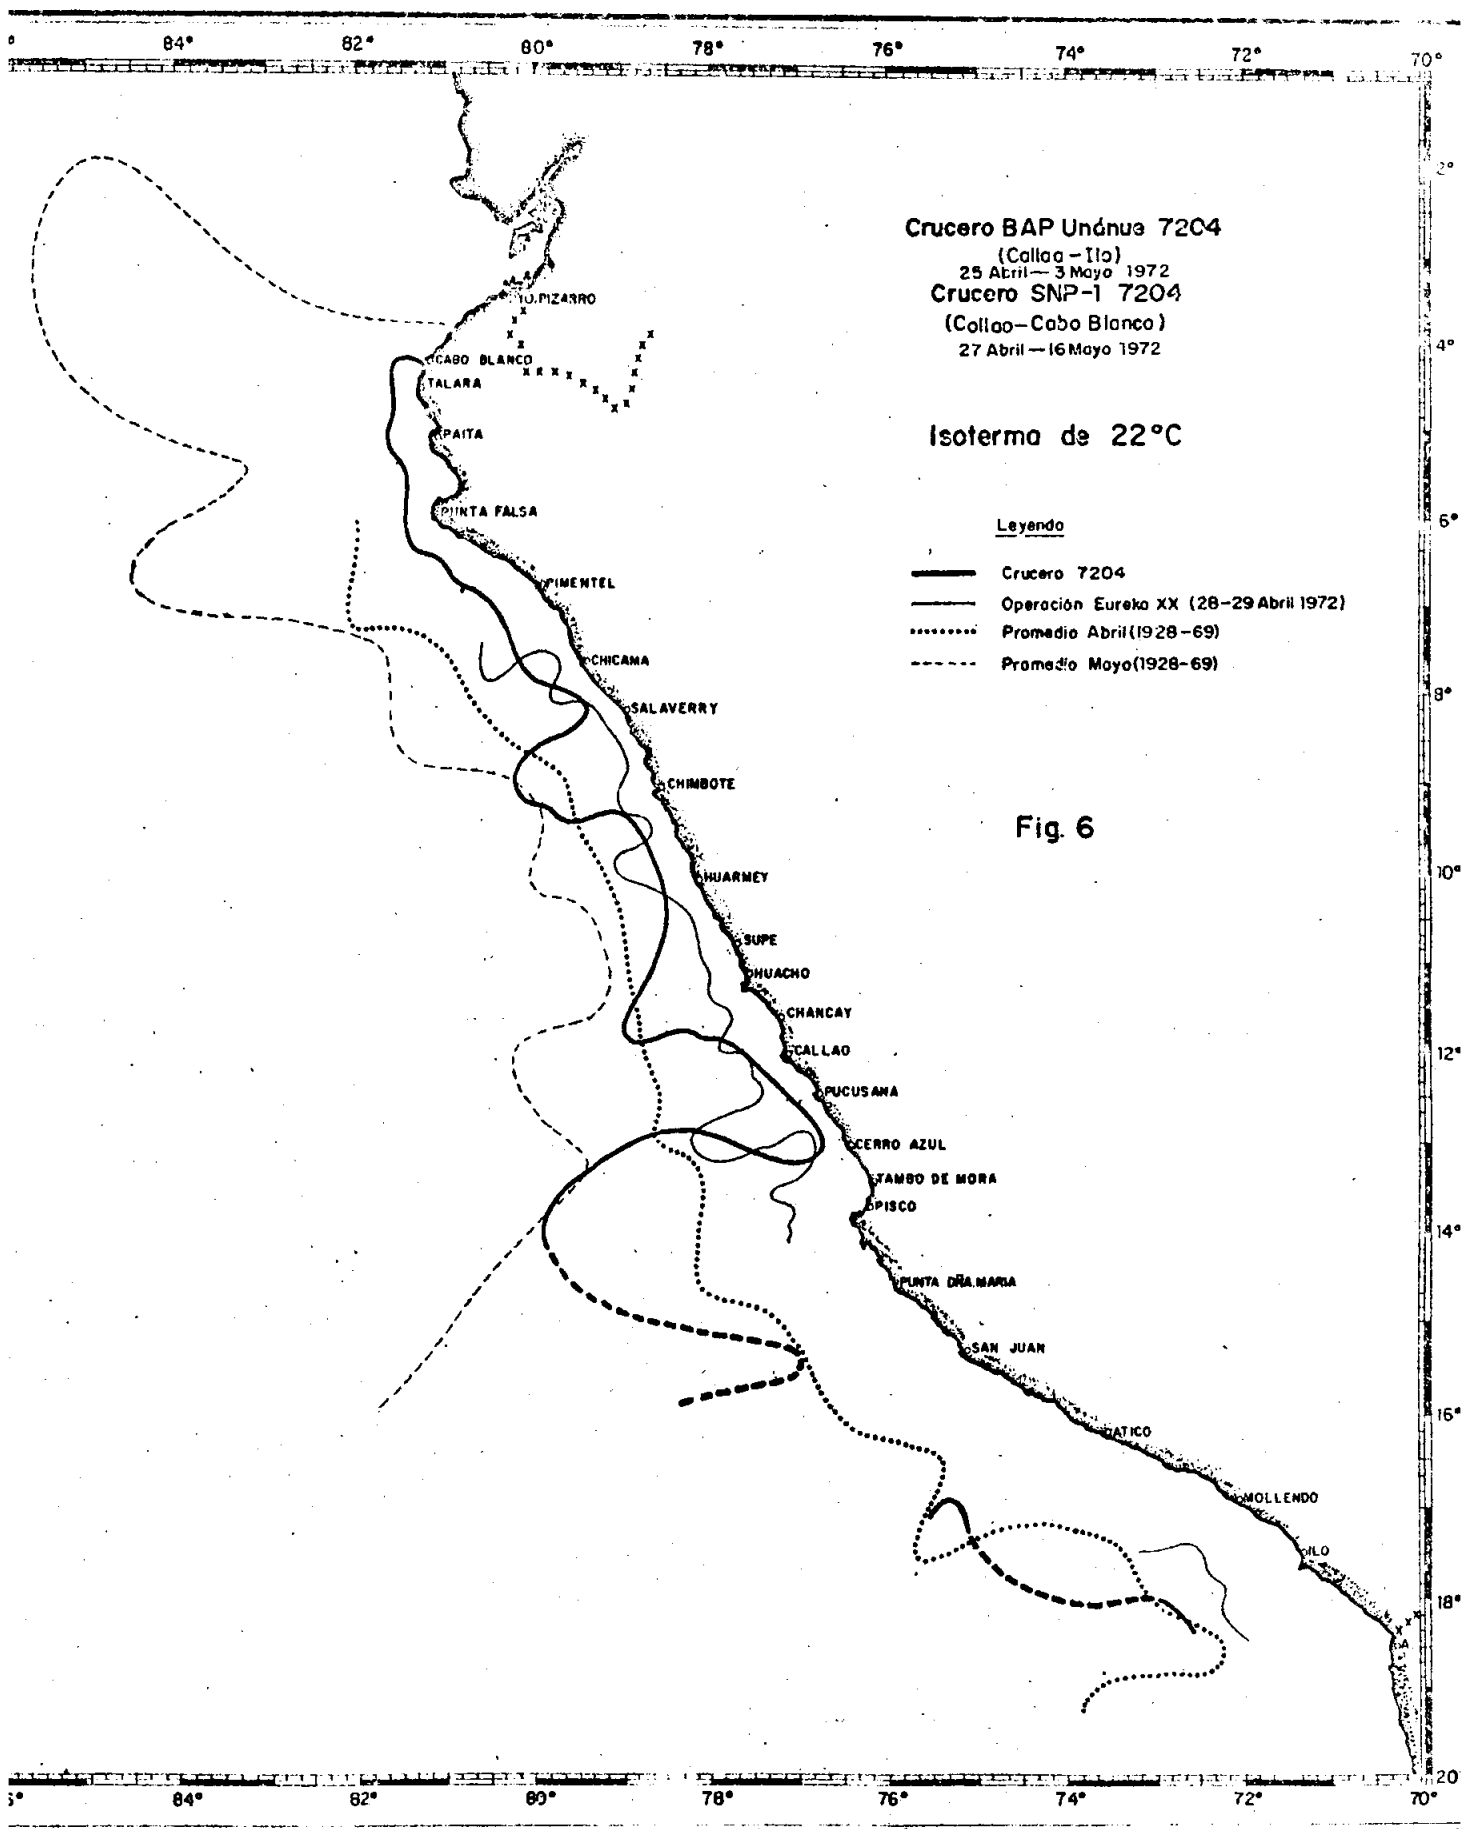 84° 82° 80° 78° 76° 74° 72° 70°
2°
Crucero BAP Unánue 7204
(Callao-Ilo)
25 Abril — 3 Mayo 1972
Crucero SNP-1 7204
(Callao-Cabo Blanco)
27 Abril — 16 Mayo 1972
PIZARRO
4°
CABO BLANCO
TALARA
PAITA
Isoterma de 22°C
PUNTA FALSA
6°
Leyenda
Crucero 7204
Operación Eureka XX (28-29 Abril 1972)
Promedio Abril (1928-69)
Promedio Mayo (1928-69)
PIMENTEL
CHICAMA
8°
SALAVERRY
CHIMBOTE
Fig. 6
10°
HUARMEY
SUPE
HUACHO
CHANCAY
CALLAO
12°
PUCUSANA
CERRO AZUL
TAMBO DE MORA
PISCO
14°
PUNTA DÑA. MARIA
SAN JUAN
16°
ATICO
MOLLENDO
ILO
18°
A
20
84° 82° 80° 78° 76° 74° 72° 70°